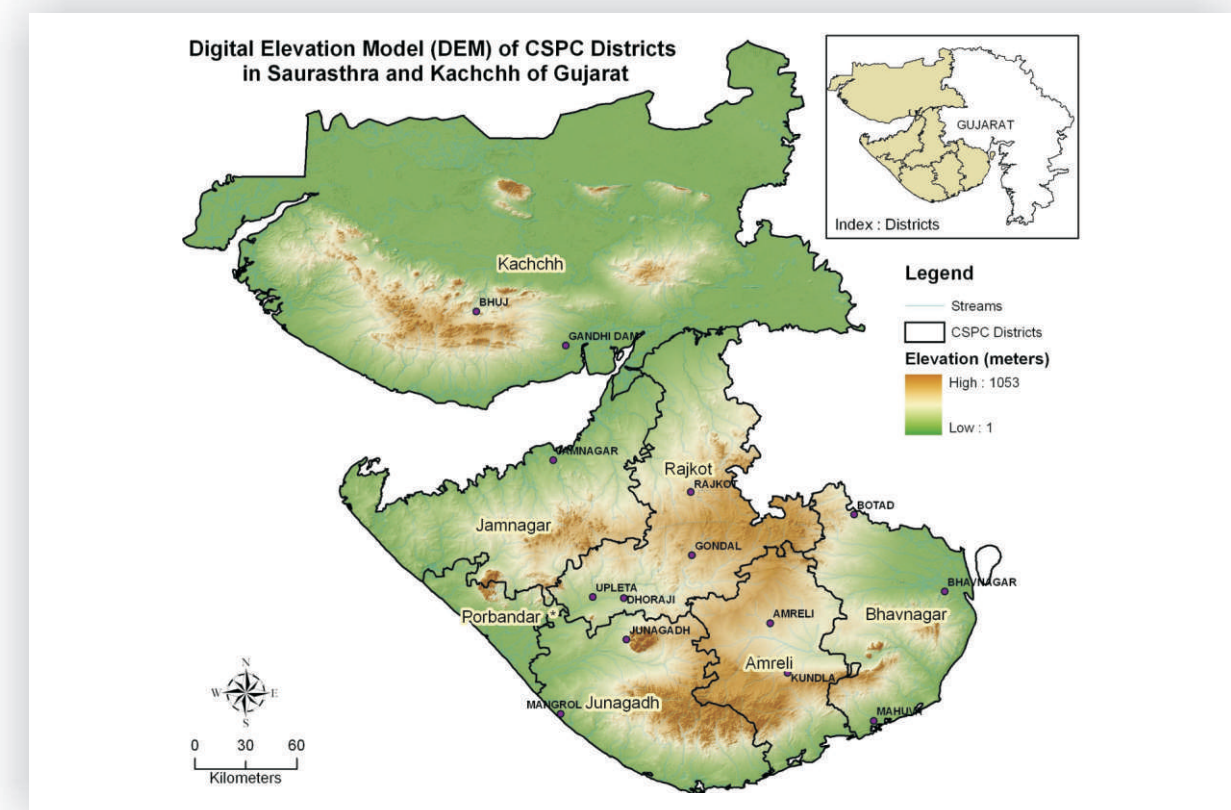 Digital Elevation Model (DEM) of CSPC Districts
in Saurasthra and Kachchh of Gujarat
GUJARAT
Index : Districts
Legend
Streams
CSPC Districts
Elevation (meters)
High : 1053
Low : 1
Kachchh
BHUJ
GANDHI DAM
JAMNAGAR
Rajkot
RAJKOT
Jamnagar
BOTAD
GONDAL
UPLETA
DHORAJI
BHAVNAGAR
Porbandar *
AMRELI
Bhavnagar
JUNAGADH
Amreli
KUNDLA
Junagadh
MANGROL
MAHUVA
N
W E
S
0 30 60
Kilometers